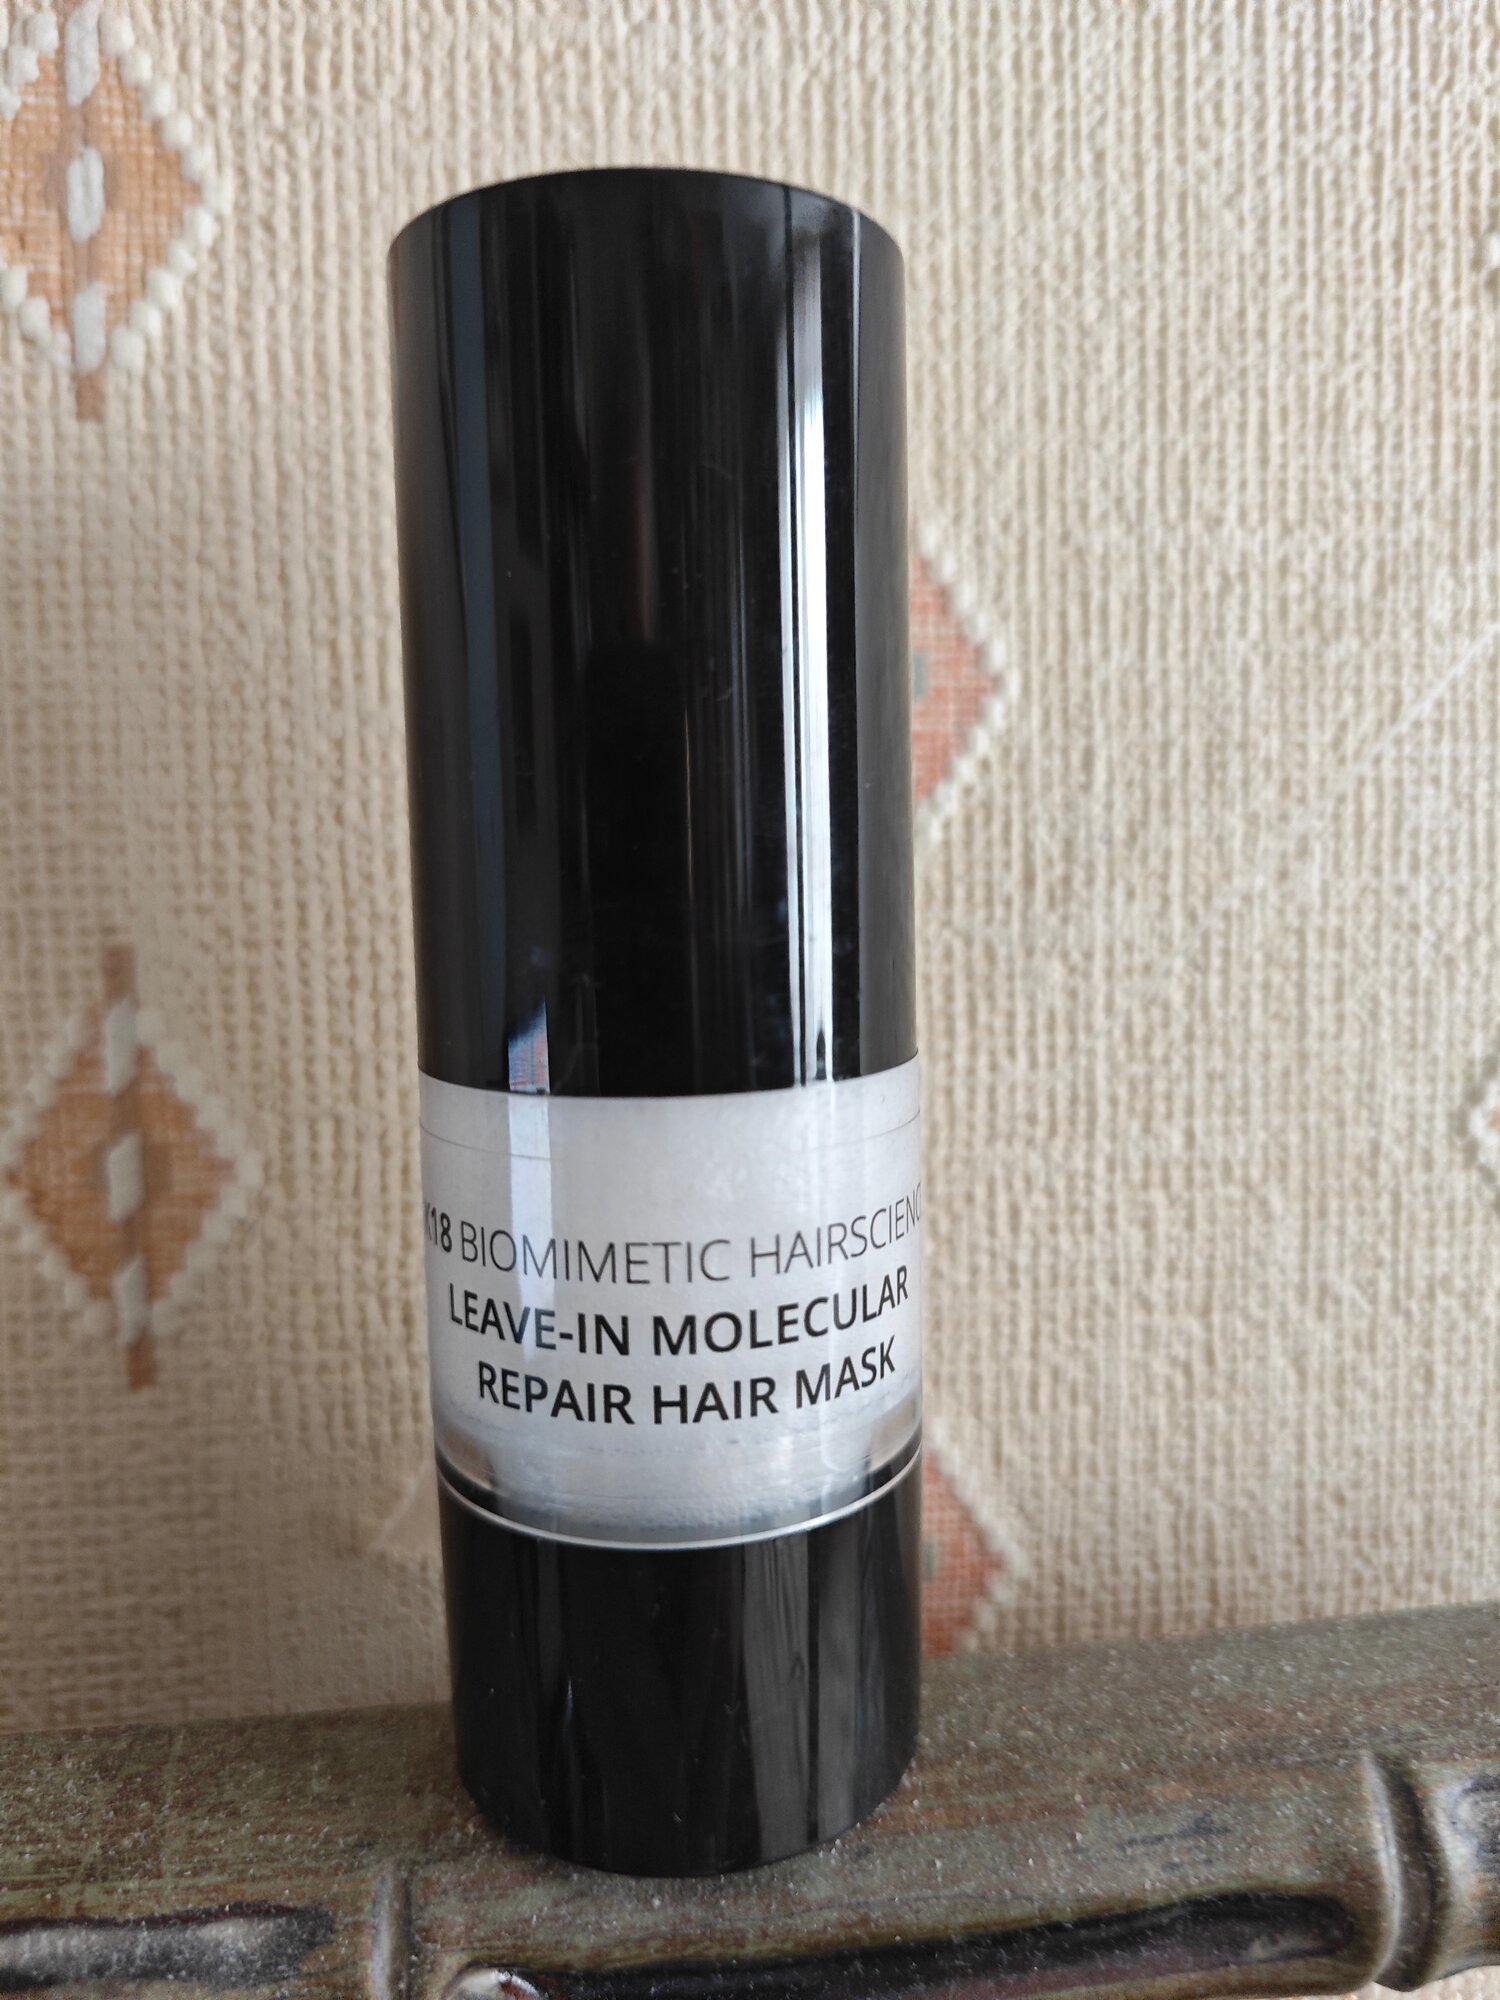 K18 BIOMIMETIC HAIRSCIENC
LEAVE-IN MOLECULAR
REPAIR HAIR MASK